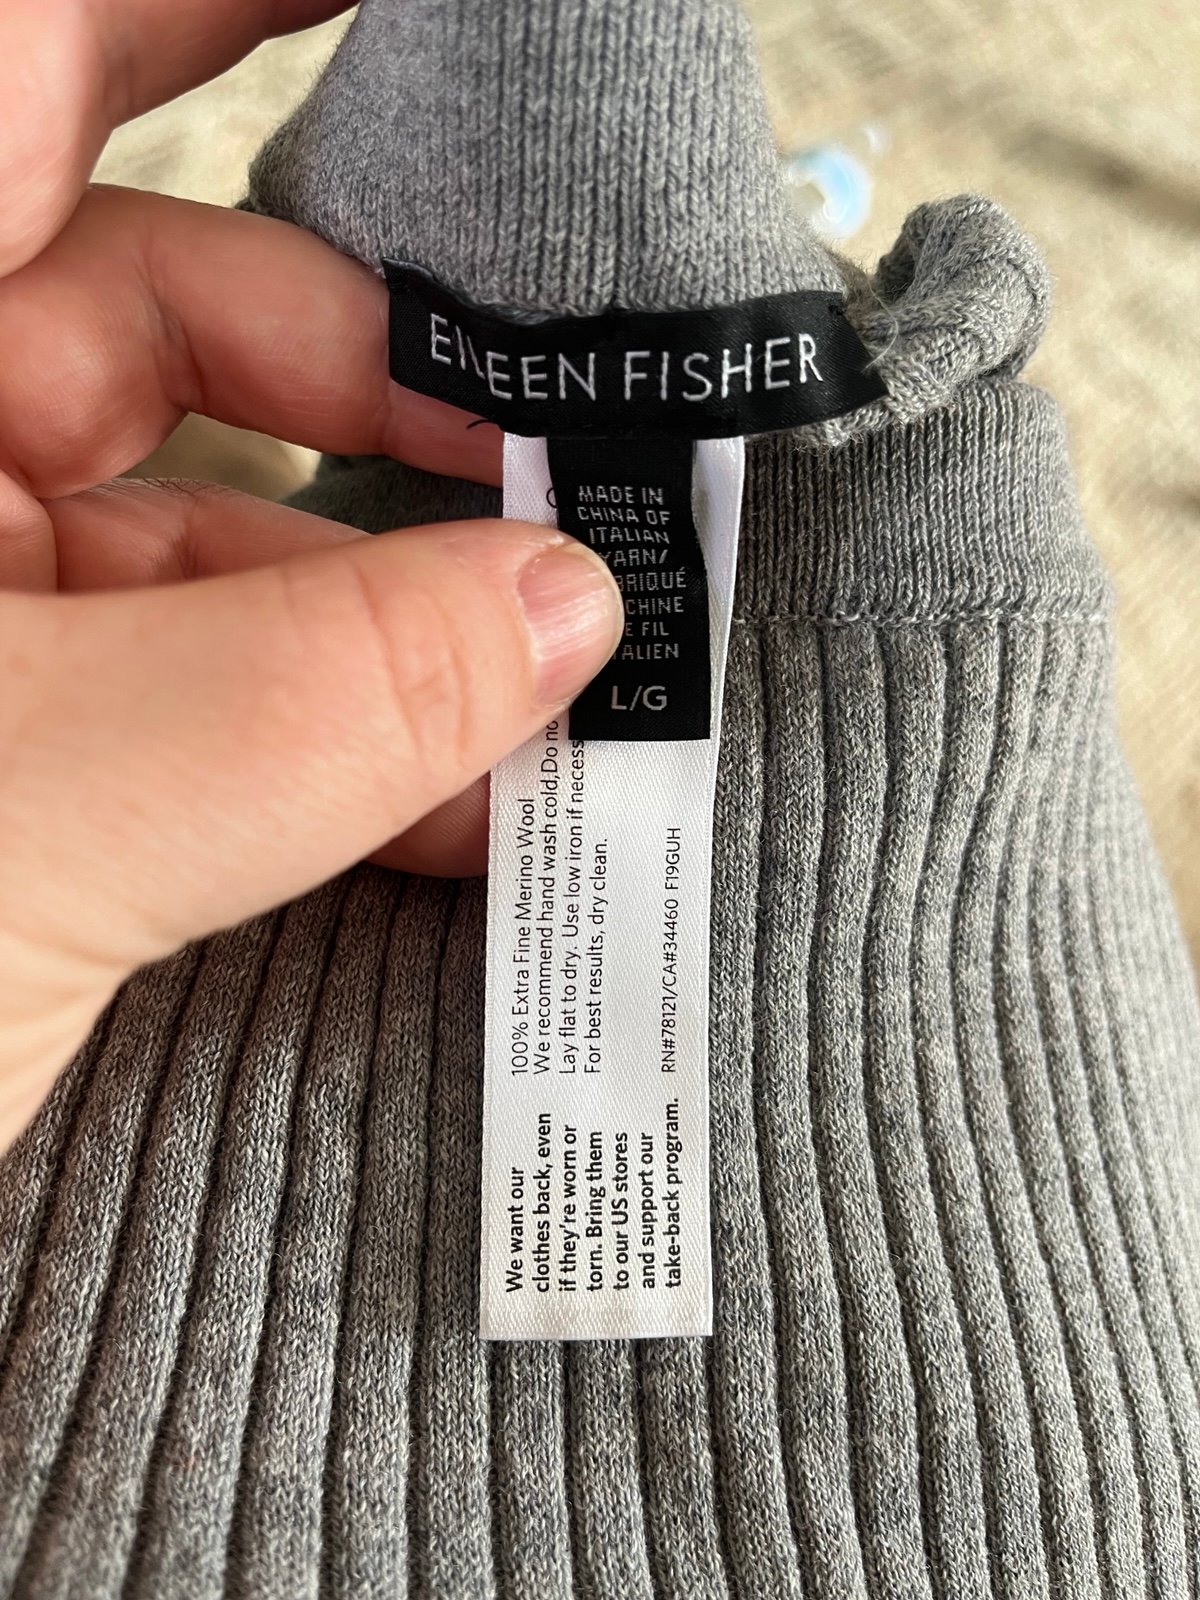 EILEEN FISHER
MADE IN
CHINA OF
ITALIAN
YARN/
L/G
100% Extra Fine Merino Wool
We recommend hand wash cold,Do
Lay flat to dry. Use low iron if
For best results, dry clean.
RN#78121/CA#34460 F19GUH
We want our
clothes back, even
if they're worn or
torn. Bring them
to our US stores
and support our
take-back program.